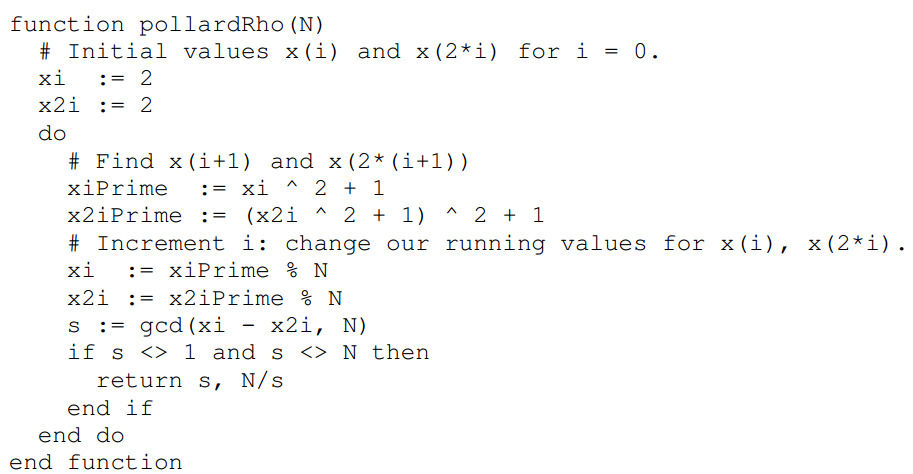 function pollardRho(N)
  # Initial values x(i) and x(2*i) for i = 0.
  xi  := 2
  x2i := 2
  do
    # Find x(i+1) and x(2*(i+1))
    xiPrime  := xi ^ 2 + 1
    x2iPrime := (x2i ^ 2 + 1) ^ 2 + 1
    # Increment i: change our running values for x(i), x(2*i).
    xi  := xiPrime % N
    x2i := x2iPrime % N
    s := gcd(xi - x2i, N)
    if s <> 1 and s <> N then
      return s, N/s
    end if
  end do
end function